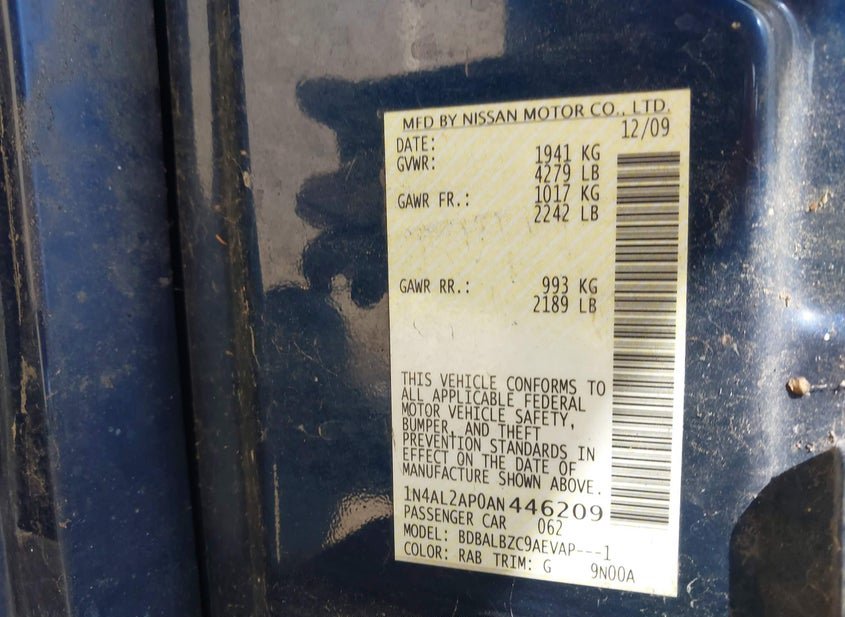 MFD BY NISSAN MOTOR CO., LTD.
DATE: 12/09
GVWR: 1941 KG
4279 LB
GAWR FR.: 1017 KG
2242 LB
GAWR RR.: 993 KG
2189 LB
THIS VEHICLE CONFORMS TO
ALL APPLICABLE FEDERAL
MOTOR VEHICLE SAFETY,
BUMPER, AND THEFT
PREVENTION STANDARDS IN
EFFECT ON THE DATE OF
MANUFACTURE SHOWN ABOVE.
1N4AL2AP0AN446209
PASSENGER CAR 062
MODEL: BDBALBZC9AEVAP---1
COLOR: RAB TRIM: G 9N00A